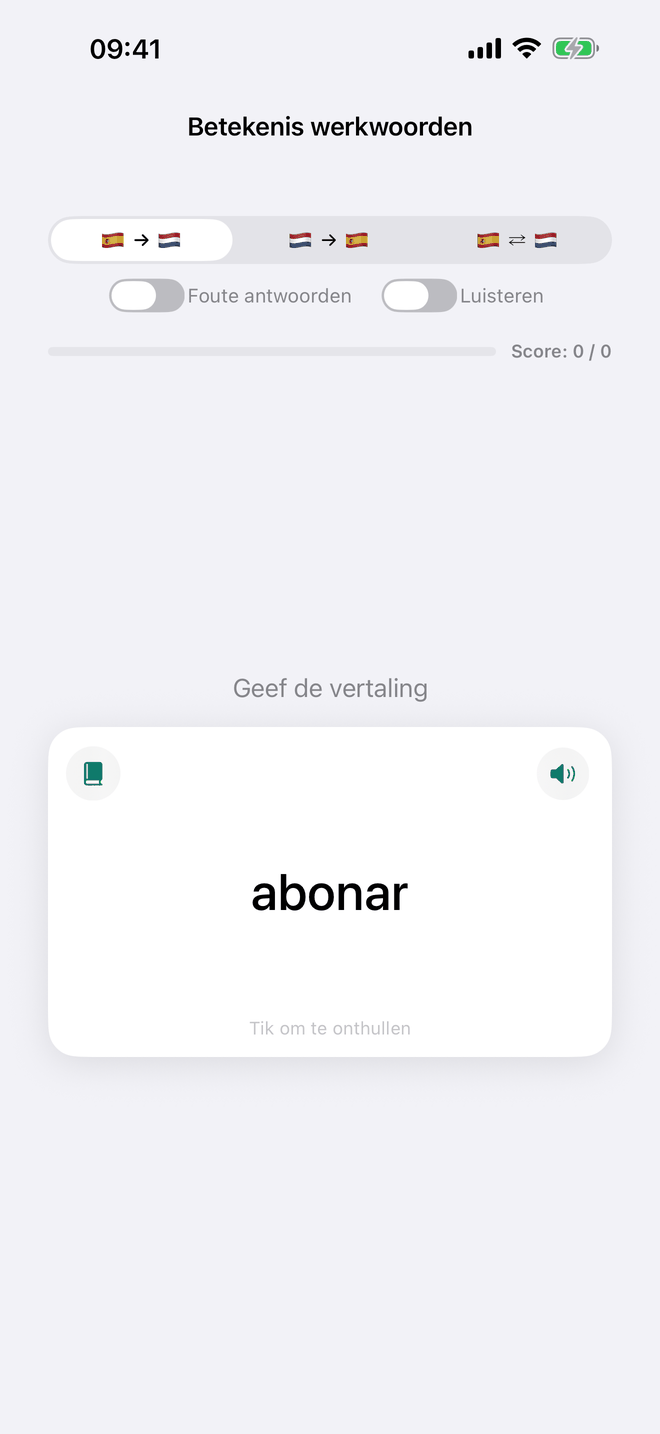 09:41
Betekenis werkwoorden
🇪🇸 → 🇳🇱 🇳🇱 → 🇪🇸 🇪🇸 ⇄ 🇳🇱
Foute antwoorden Luisteren
Score: 0 / 0
Geef de vertaling
abonar
Tik om te onthullen